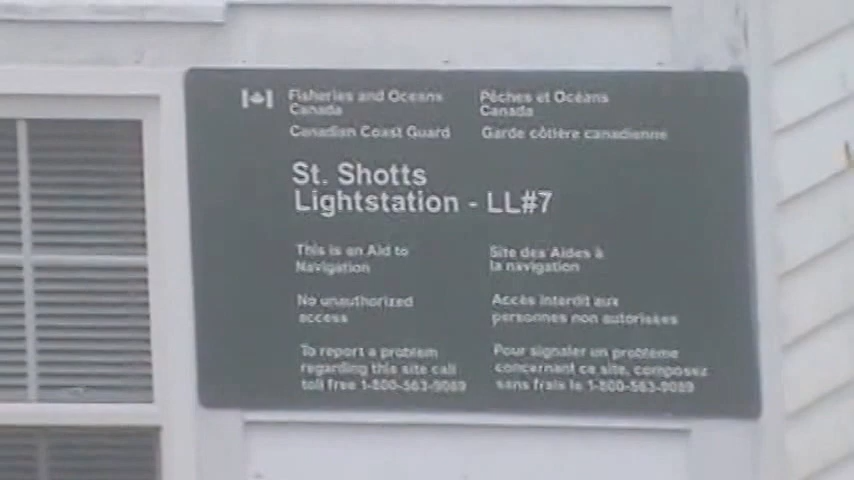 Fisheries and Oceans
Canada
Canadian Coast Guard
Pêches et Océans
Canada
Garde côtière canadienne
St. Shotts
Lightstation - LL#7
This is an Aid to
Navigation
No unauthorized
access
To report a problem
regarding this site call
toll free 1-800-563-9089
Site des Aides à
la navigation
Accès interdit aux
personnes non autorisées
Pour signaler un problème
concernant ce site, composez
sans frais le 1-800-563-9089